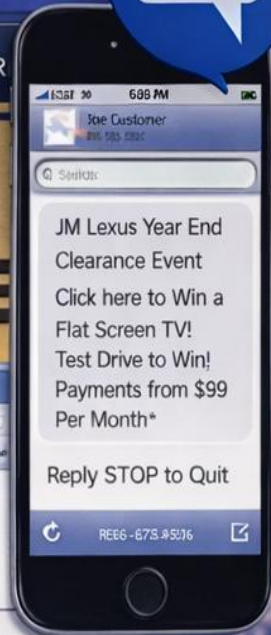 Customer
JM Lexus Year End
Clearance Event
Click here to Win a
Flat Screen TV!
Test Drive to Win!
Payments from $99
Per Month*
Reply STOP to Quit